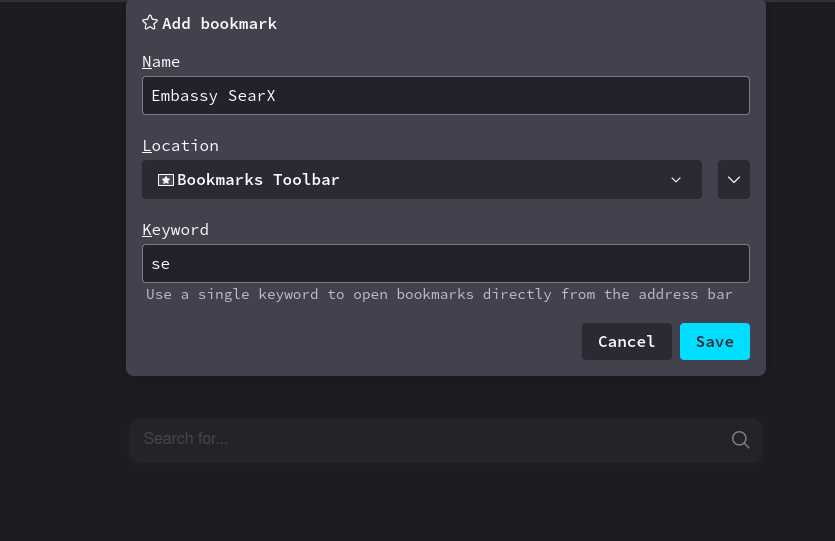 Add bookmark
Name
Embassy SearX
Location
Bookmarks Toolbar
Keyword
se
Use a single keyword to open bookmarks directly from the address bar
Cancel Save
Search for...